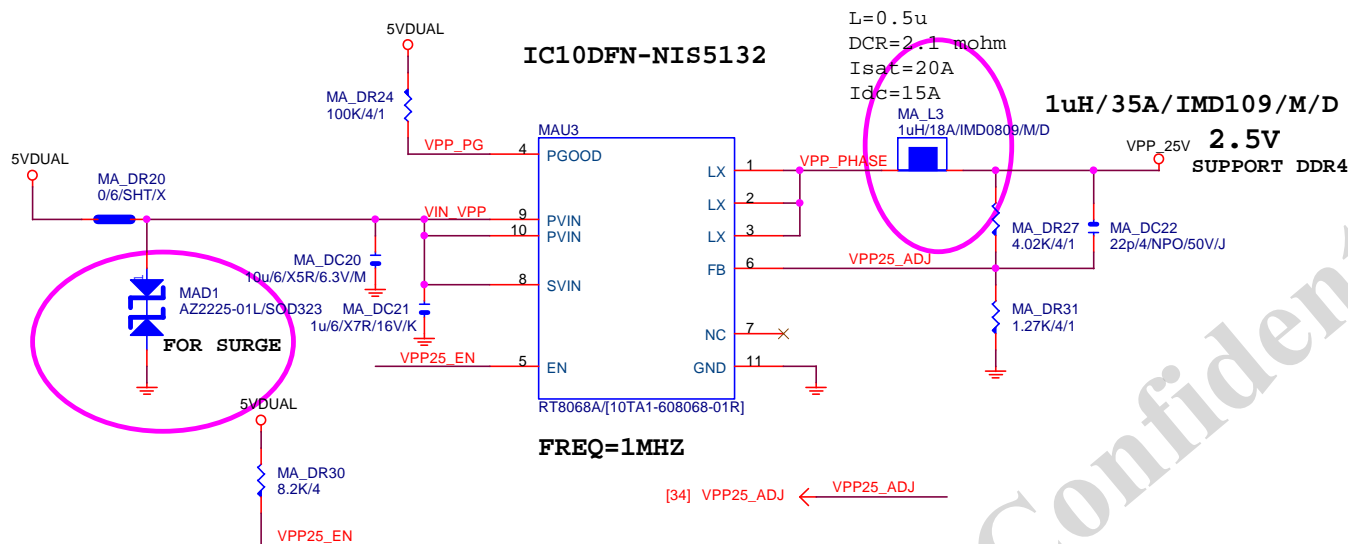 L=0.5u
DCR=2.1 mohm
Isat=20A
Idc=15A
5VDUAL
IC10DFN-NIS5132
MA_DR24
100K/4/1
MA_L3
1uH/18A/IMD0809/M/D
1uH/35A/IMD109/M/D
2.5V
SUPPORT DDR4
VPP_25V
MAU3
VPP_PG
4
PGOOD
LX
1
VPP_PHASE
5VDUAL
MA_DR20
0/6/SHT/X
LX
2
VIN_VPP
9
PVIN
10
PVIN
LX
3
MA_DR27
4.02K/4/1
MA_DC22
22p/4/NPO/50V/J
MA_DC20
10u/6/X5R/6.3V/M
FB
6
VPP25_ADJ
8
SVIN
MAD1
AZ2225-01L/SOD323
FOR SURGE
MA_DC21
1u/6/X7R/16V/K
MA_DR31
1.27K/4/1
NC
7
VPP25_EN
5
EN
GND
11
RT8068A/[10TA1-608068-01R]
FREQ=1MHZ
5VDUAL
MA_DR30
8.2K/4
VPP25_EN
[34] VPP25_ADJ
VPP25_ADJ